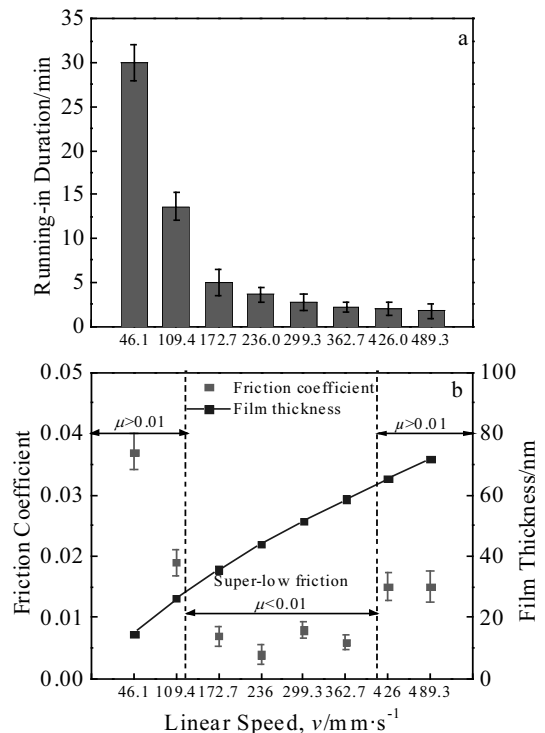 a
35
30
25
20
15
10
5
0
Running-in Duration/min
46.1 109.4 172.7 236.0 299.3 362.7 426.0 489.3
b
0.05
0.04
0.03
0.02
0.01
0.00
Friction Coefficient
100
80
60
40
20
0
Film Thickness/nm
Friction coefficient
Film thickness
μ>0.01
μ>0.01
Super-low friction
μ<0.01
46.1 109.4 172.7 236 299.3 362.7 426 489.3
Linear Speed, v/mm·s⁻¹